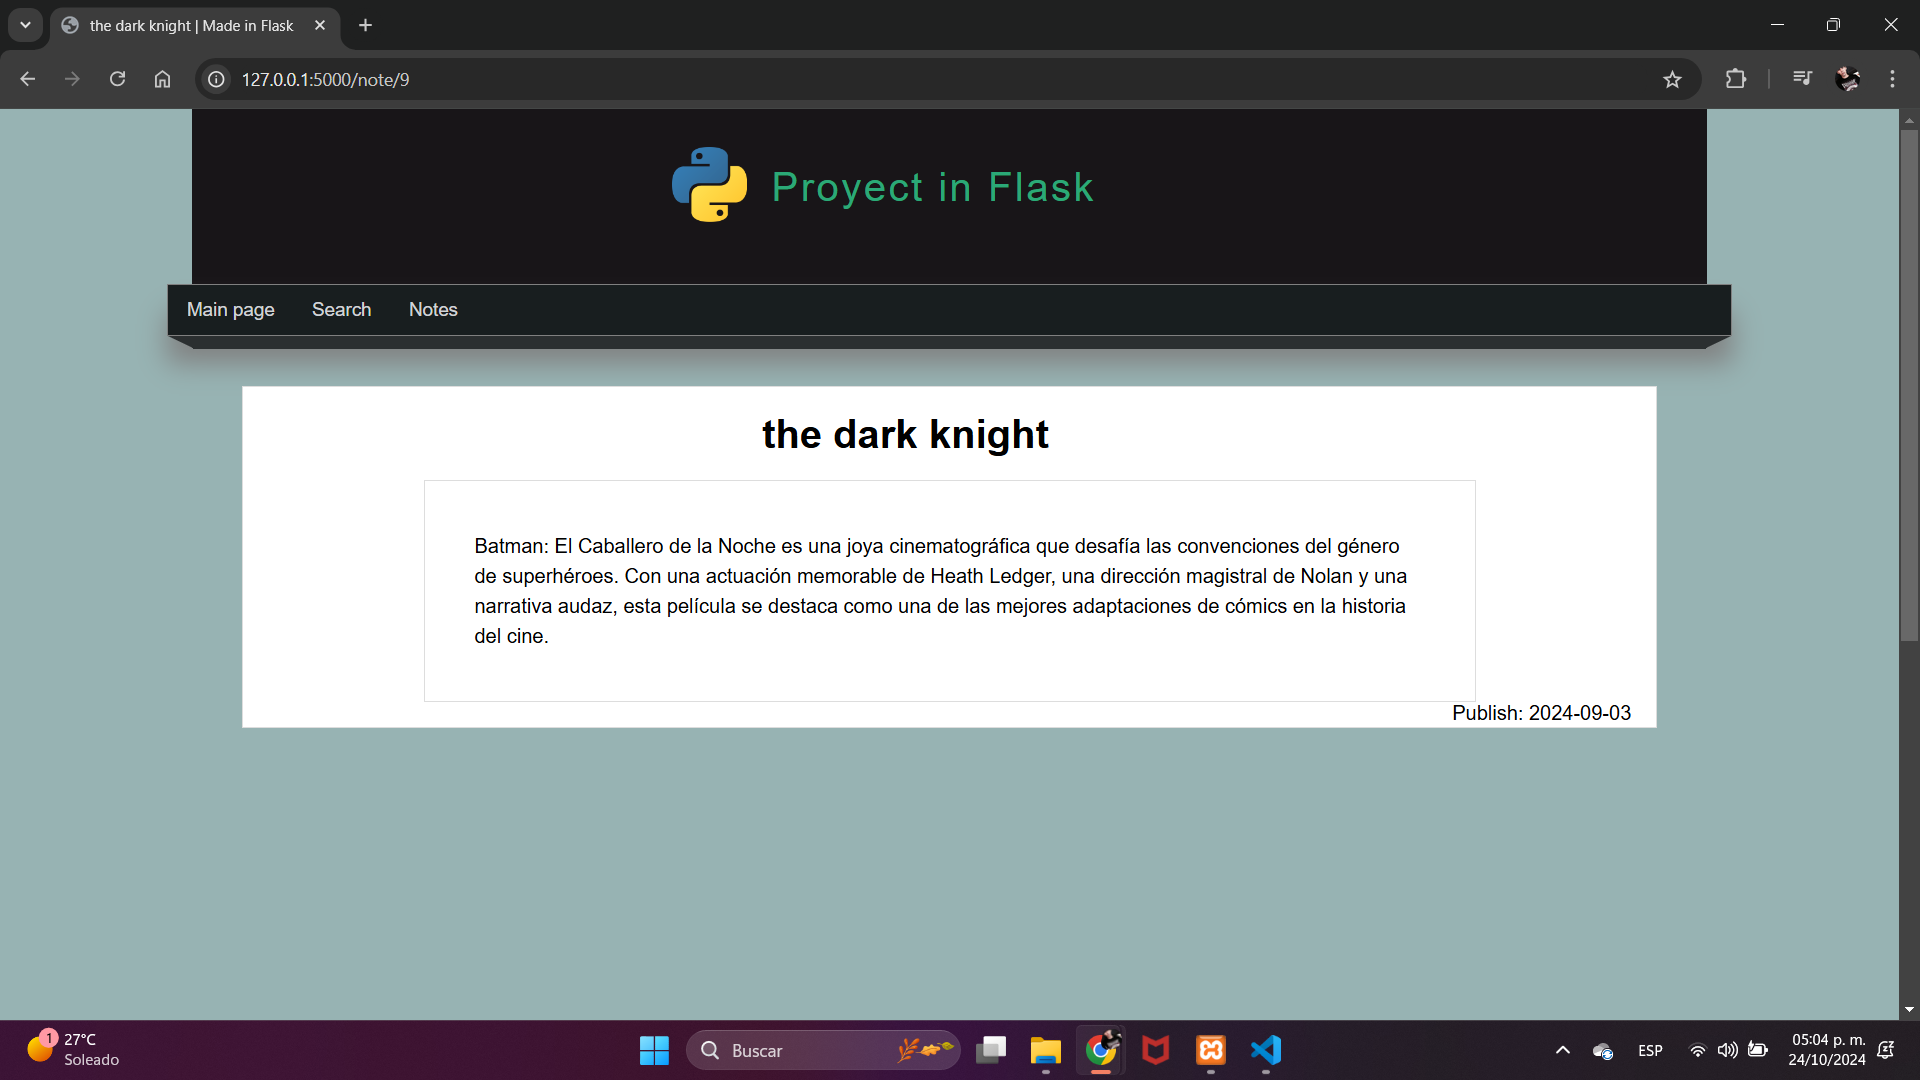 the dark knight | Made in Flask
127.0.0.1:5000/note/9
Proyect in Flask
Main page Search Notes
the dark knight
Batman: El Caballero de la Noche es una joya cinematográfica que desafía las convenciones del género
de superhéroes. Con una actuación memorable de Heath Ledger, una dirección magistral de Nolan y una
narrativa audaz, esta película se destaca como una de las mejores adaptaciones de cómics en la historia
del cine.
Publish: 2024-09-03
1
27°C
Soleado
Buscar
ESP
05:04 p. m.
24/10/2024